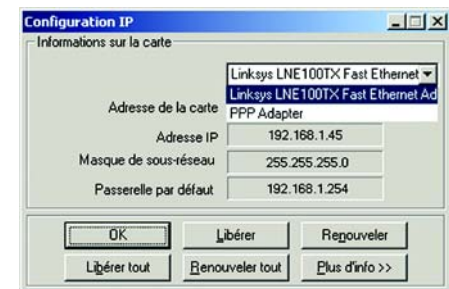 Configuration IP
Informations sur la carte
Linksys LNE100TX Fast Ethernet
Linksys LNE100TX Fast Ethernet Ad
Adresse de la carte
PPP Adapter
Adresse IP 192.168.1.45
Masque de sous-réseau 255.255.255.0
Passerelle par défaut 192.168.1.254
OK Libérer Renouveler
Libérer tout Renouveler tout Plus d'info >>